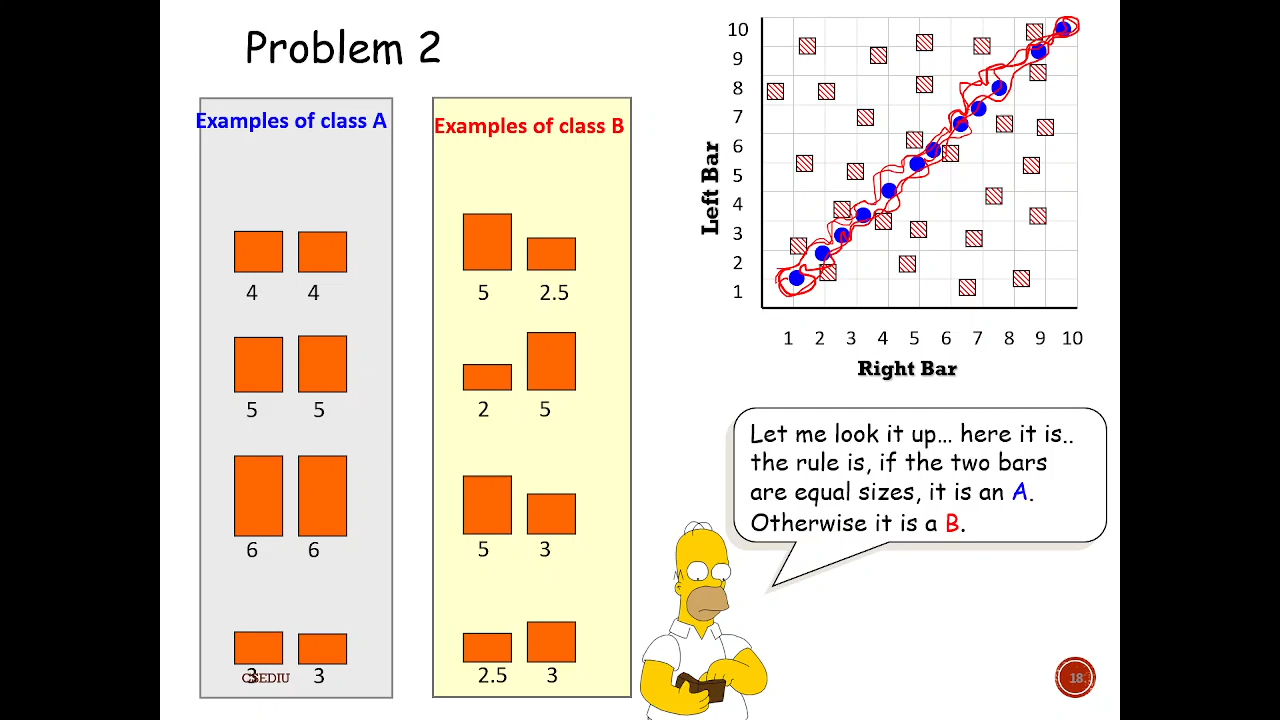 Problem 2
Examples of class A
4 4
5 5
6 6
3 3
CSEDIU
Examples of class B
5 2.5
2 5
5 3
2.5 3
Left Bar
10
9
8
7
6
5
4
3
2
1
1 2 3 4 5 6 7 8 9 10
Right Bar
Let me look it up… here it is..
the rule is, if the two bars
are equal sizes, it is an A.
Otherwise it is a B.
18